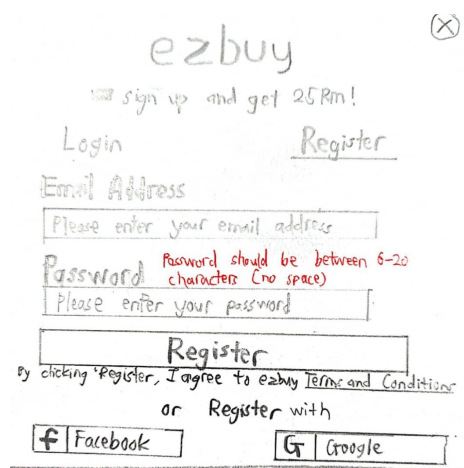 ezbuy
sign up and get 25Rm!
Login Register
Email Address
Please enter your email address
Password Password should be between 6-20
characters (no space)
Please enter your password
Register
By clicking 'Register, I agree to ezbuy Terms and Conditions
or Register with
f Facebook G Google